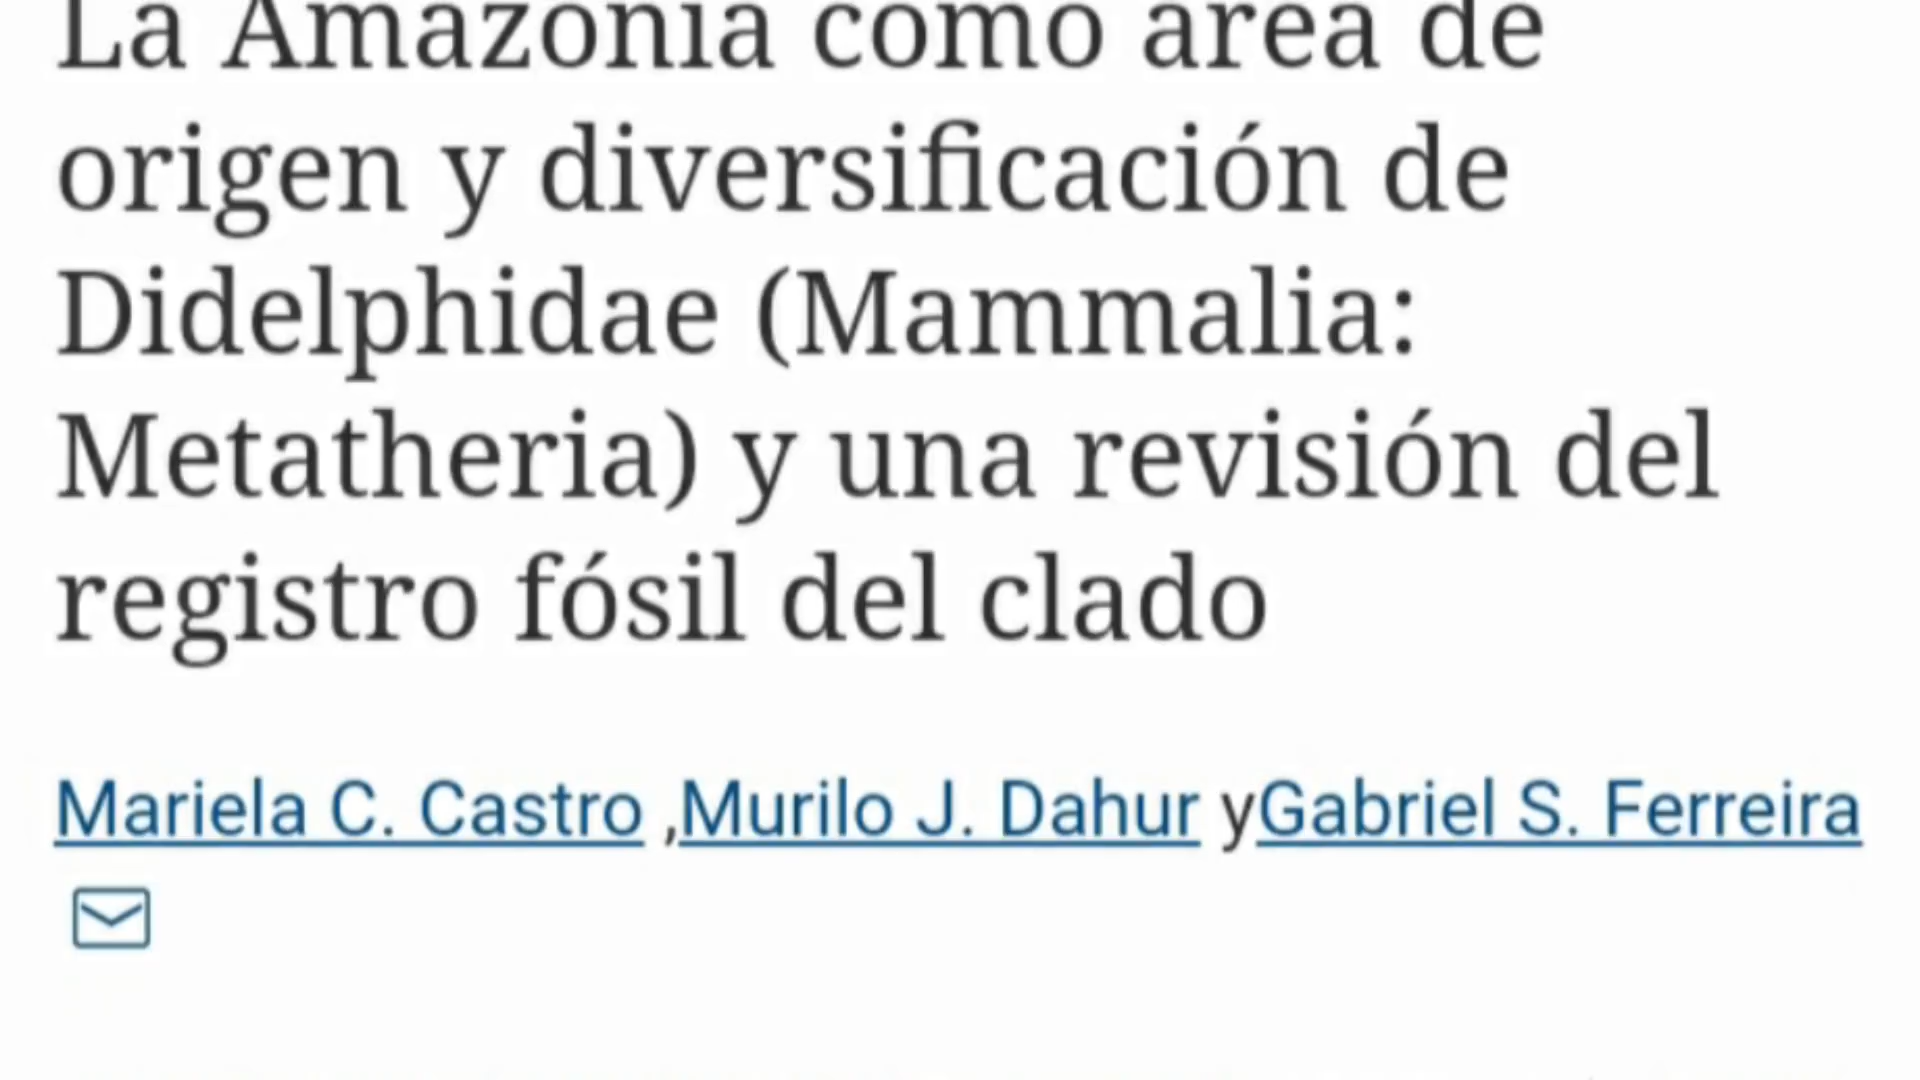 La Amazonía como área de
origen y diversificación de
Didelphidae (Mammalia:
Metatheria) y una revisión del
registro fósil del clado
Mariela C. Castro ,Murilo J. Dahur yGabriel S. Ferreira